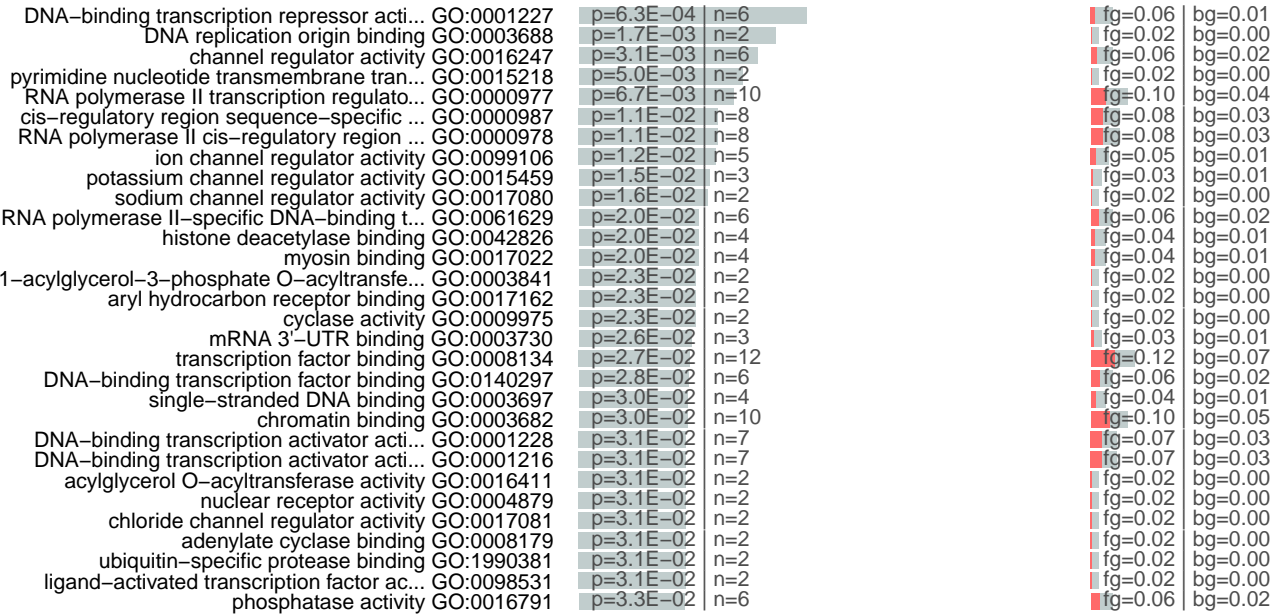 DNA−binding transcription repressor acti... GO:0001227 p=6.3E−04 n=6 fg=0.06 bg=0.01
DNA replication origin binding GO:0003688 p=1.7E−03 n=2 fg=0.02 bg=0.00
channel regulator activity GO:0016247 p=3.1E−03 n=6 fg=0.06 bg=0.02
pyrimidine nucleotide transmembrane tran... GO:0015218 p=5.0E−03 n=2 fg=0.02 bg=0.00
RNA polymerase II transcription regulato... GO:0000977 p=6.7E−03 n=10 fg=0.10 bg=0.04
cis−regulatory region sequence−specific ... GO:0000987 p=1.1E−02 n=8 fg=0.08 bg=0.03
RNA polymerase II cis−regulatory region ... GO:0000978 p=1.1E−02 n=8 fg=0.08 bg=0.03
ion channel regulator activity GO:0099106 p=1.2E−02 n=5 fg=0.05 bg=0.01
potassium channel regulator activity GO:0015459 p=1.5E−02 n=3 fg=0.03 bg=0.01
sodium channel regulator activity GO:0017080 p=1.6E−02 n=2 fg=0.02 bg=0.00
RNA polymerase II−specific DNA−binding t... GO:0061629 p=2.0E−02 n=6 fg=0.06 bg=0.02
histone deacetylase binding GO:0042826 p=2.0E−02 n=4 fg=0.04 bg=0.01
myosin binding GO:0017022 p=2.0E−02 n=4 fg=0.04 bg=0.01
1−acylglycerol−3−phosphate O−acyltransfe... GO:0003841 p=2.3E−02 n=2 fg=0.02 bg=0.00
aryl hydrocarbon receptor binding GO:0017162 p=2.3E−02 n=2 fg=0.02 bg=0.00
cyclase activity GO:0009975 p=2.3E−02 n=2 fg=0.02 bg=0.00
mRNA 3'−UTR binding GO:0003730 p=2.6E−02 n=3 fg=0.03 bg=0.01
transcription factor binding GO:0008134 p=2.7E−02 n=12 fg=0.12 bg=0.07
DNA−binding transcription factor binding GO:0140297 p=2.8E−02 n=6 fg=0.06 bg=0.02
single−stranded DNA binding GO:0003697 p=3.0E−02 n=4 fg=0.04 bg=0.01
chromatin binding GO:0003682 p=3.0E−02 n=10 fg=0.10 bg=0.05
DNA−binding transcription activator acti... GO:0001228 p=3.1E−02 n=7 fg=0.07 bg=0.03
DNA−binding transcription activator acti... GO:0001216 p=3.1E−02 n=7 fg=0.07 bg=0.03
acylglycerol O−acyltransferase activity GO:0016411 p=3.1E−02 n=2 fg=0.02 bg=0.00
nuclear receptor activity GO:0004879 p=3.1E−02 n=2 fg=0.02 bg=0.00
chloride channel regulator activity GO:0017081 p=3.1E−02 n=2 fg=0.02 bg=0.00
adenylate cyclase binding GO:0008179 p=3.1E−02 n=2 fg=0.02 bg=0.00
ubiquitin−specific protease binding GO:1990381 p=3.1E−02 n=2 fg=0.02 bg=0.00
ligand−activated transcription factor ac... GO:0098531 p=3.1E−02 n=2 fg=0.02 bg=0.00
phosphatase activity GO:0016791 p=3.3E−02 n=6 fg=0.06 bg=0.02